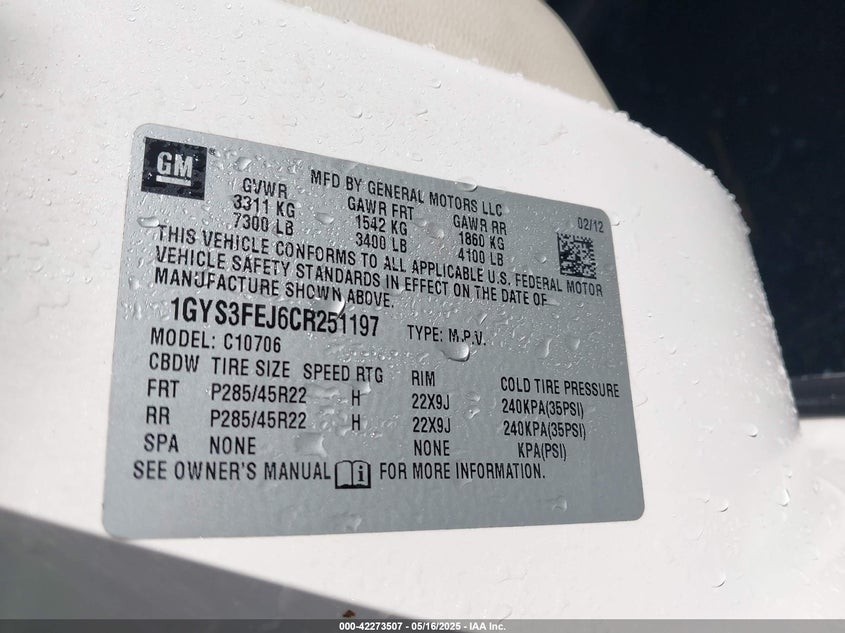 GM
MFD BY GENERAL MOTORS LLC
GVWR GAWR FRT GAWR RR 02/12
3311 KG 1542 KG 1860 KG
7300 LB 3400 LB 4100 LB
THIS VEHICLE CONFORMS TO ALL APPLICABLE U.S. FEDERAL MOTOR
VEHICLE SAFETY STANDARDS IN EFFECT ON THE DATE OF
MANUFACTURE SHOWN ABOVE.
1GYS3FEJ6CR251197 TYPE: M.P.V.
MODEL: C10706
CBDW TIRE SIZE SPEED RTG RIM COLD TIRE PRESSURE
FRT P285/45R22 H 22X9J 240KPA(35PSI)
RR P285/45R22 H 22X9J 240KPA(35PSI)
SPA NONE NONE KPA(PSI)
SEE OWNER'S MANUAL i FOR MORE INFORMATION.
000-42273507 - 05/16/2025 - IAA Inc.